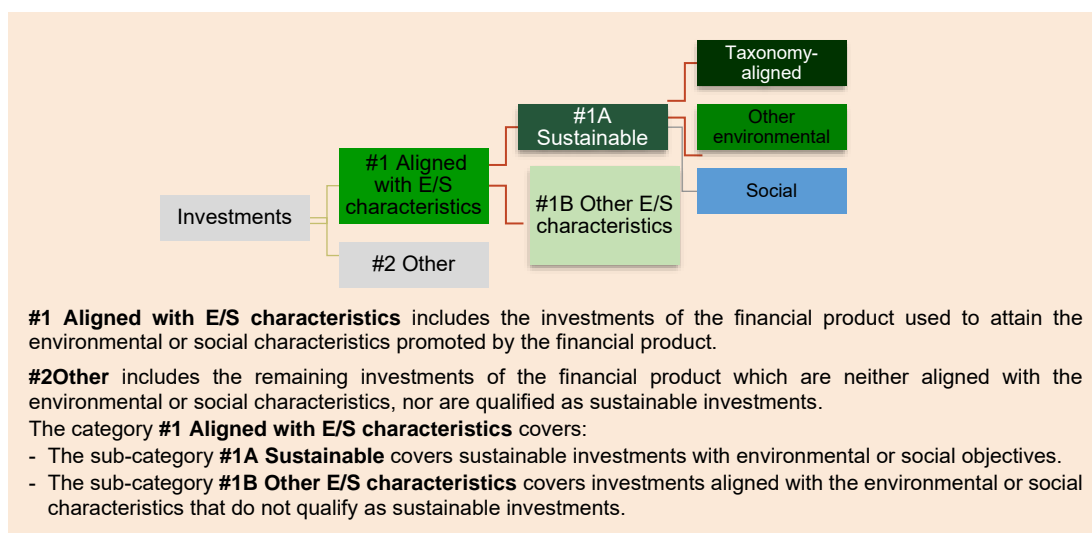 Taxonomy-
aligned
#1A
Sustainable
Other
environmental
#1 Aligned
with E/S
characteristics
Social
#1B Other E/S
characteristics
Investments
#2 Other
#1 Aligned with E/S characteristics includes the investments of the financial product used to attain the
environmental or social characteristics promoted by the financial product.
#2Other includes the remaining investments of the financial product which are neither aligned with the
environmental or social characteristics, nor are qualified as sustainable investments.
The category #1 Aligned with E/S characteristics covers:
- The sub-category #1A Sustainable covers sustainable investments with environmental or social objectives.
- The sub-category #1B Other E/S characteristics covers investments aligned with the environmental or social
characteristics that do not qualify as sustainable investments.